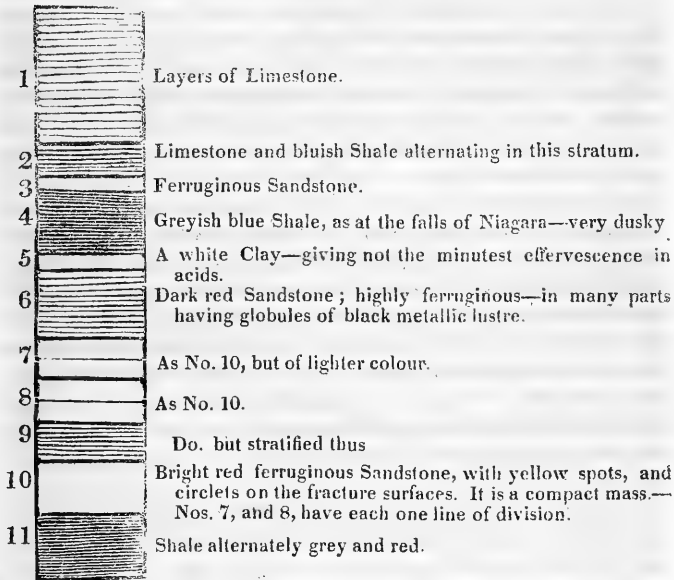 1 Layers of Limestone.
2 Limestone and bluish Shale alternating in this stratum.
3 Ferruginous Sandstone.
4 Greyish blue Shale, as at the falls of Niagara—very dusky
5 A white Clay—giving not the minutest effervescence in
acids.
6 Dark red Sandstone; highly ferruginous—in many parts
having globules of black metallic lustre.
7 As No. 10, but of lighter colour.
8 As No. 10.
9 Do. but stratified thus
10 Bright red ferruginous Sandstone, with yellow spots, and
circlets on the fracture surfaces. It is a compact mass.—
Nos. 7, and 8, have each one line of division.
11 Shale alternately grey and red.